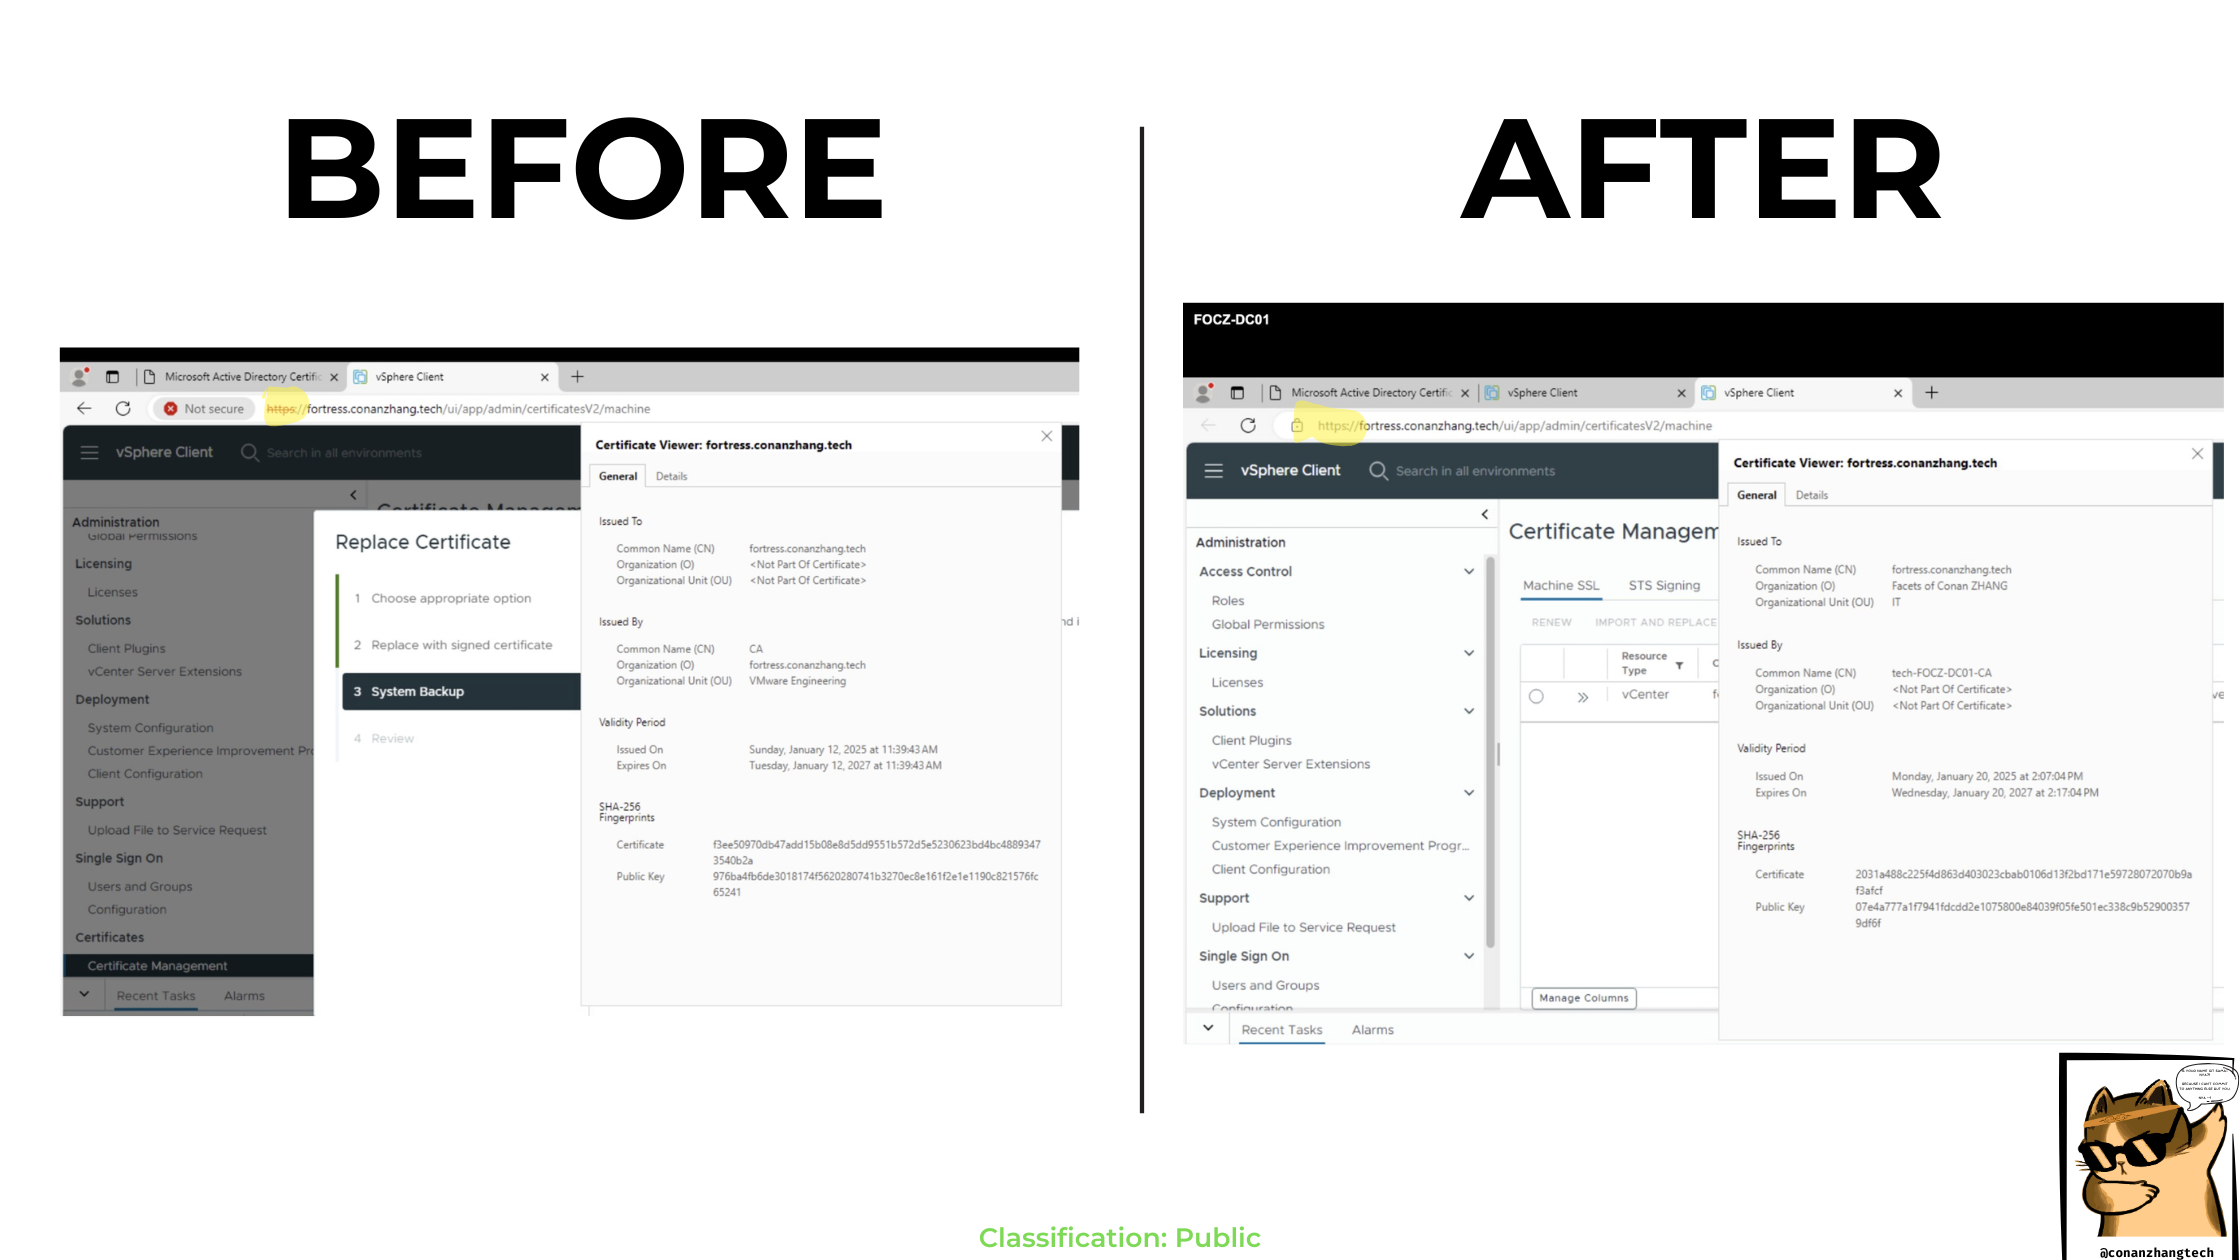 BEFORE
AFTER
Microsoft Active Directory Certific
vSphere Client
Not secure
https://fortress.conanzhang.tech/ui/app/admin/certificatesV2/machine
vSphere Client
Search in all environments
Administration
Global Permissions
Licensing
Licenses
Solutions
Client Plugins
vCenter Server Extensions
Deployment
System Configuration
Customer Experience Improvement Pro
Client Configuration
Support
Upload File to Service Request
Single Sign On
Users and Groups
Configuration
Certificates
Certificate Management
Recent Tasks
Alarms
Certificate Managem
Replace Certificate
1 Choose appropriate option
2 Replace with signed certificate
3 System Backup
4 Review
Certificate Viewer: fortress.conanzhang.tech
General
Details
Issued To
Common Name (CN) fortress.conanzhang.tech
Organization (O) <Not Part Of Certificate>
Organizational Unit (OU) <Not Part Of Certificate>
Issued By
Common Name (CN) CA
Organization (O) fortress.conanzhang.tech
Organizational Unit (OU) VMware Engineering
Validity Period
Issued On Sunday, January 12, 2025 at 11:39:43 AM
Expires On Tuesday, January 12, 2027 at 11:39:43 AM
SHA-256
Fingerprints
Certificate f3ee50970db47add15b08e8d5dd9551b572d5e5230623bd4bc4889347
3540b2a
Public Key 976ba4fb6de3018174f5620280741b3270ec8e161f2e1e1190c821576fc
65241
nd i
FOCZ-DC01
Microsoft Active Directory Certific
vSphere Client
vSphere Client
https://fortress.conanzhang.tech/ui/app/admin/certificatesV2/machine
vSphere Client
Search in all environments
Administration
Access Control
Roles
Global Permissions
Licensing
Licenses
Solutions
Client Plugins
vCenter Server Extensions
Deployment
System Configuration
Customer Experience Improvement Progr...
Client Configuration
Support
Upload File to Service Request
Single Sign On
Users and Groups
Configuration
Recent Tasks
Alarms
Certificate Managem
Machine SSL
STS Signing
RENEW
IMPORT AND REPLACE
Resource
Type
C
vCenter
f
Manage Columns
Certificate Viewer: fortress.conanzhang.tech
General
Details
Issued To
Common Name (CN) fortress.conanzhang.tech
Organization (O) Facets of Conan ZHANG
Organizational Unit (OU) IT
Issued By
Common Name (CN) tech-FOCZ-DC01-CA
Organization (O) <Not Part Of Certificate>
Organizational Unit (OU) <Not Part Of Certificate>
Validity Period
Issued On Monday, January 20, 2025 at 2:07:04 PM
Expires On Wednesday, January 20, 2027 at 2:17:04 PM
SHA-256
Fingerprints
Certificate 2031a488c225f4d863d403023cbab0106d13f2bd171e59728072070b9a
f3afcf
Public Key 07e4a777a1f7941fdcdd2e1075800e84039f05fe501ec338c9b52900357
9df6f
ve
Classification: Public
@conanzhangtech